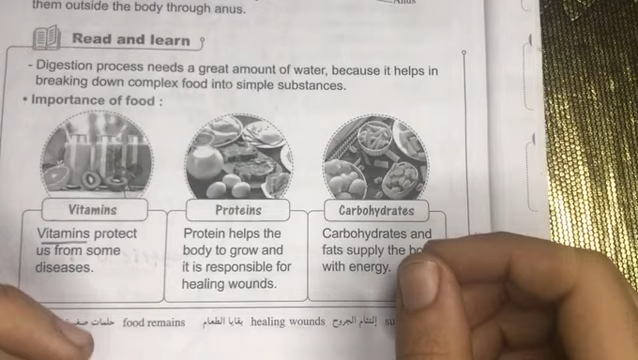 them outside the body through anus.
Anus
Read and learn
- Digestion process needs a great amount of water, because it helps in
breaking down complex food into simple substances.
• Importance of food :
Vitamins
Vitamins protect
us from some
diseases.
Proteins
Protein helps the
body to grow and
it is responsible for
healing wounds.
Carbohydrates
Carbohydrates and
fats supply the
with energy.
حلمات food remains بقايا الطعام healing wounds إلتئام الجروح su